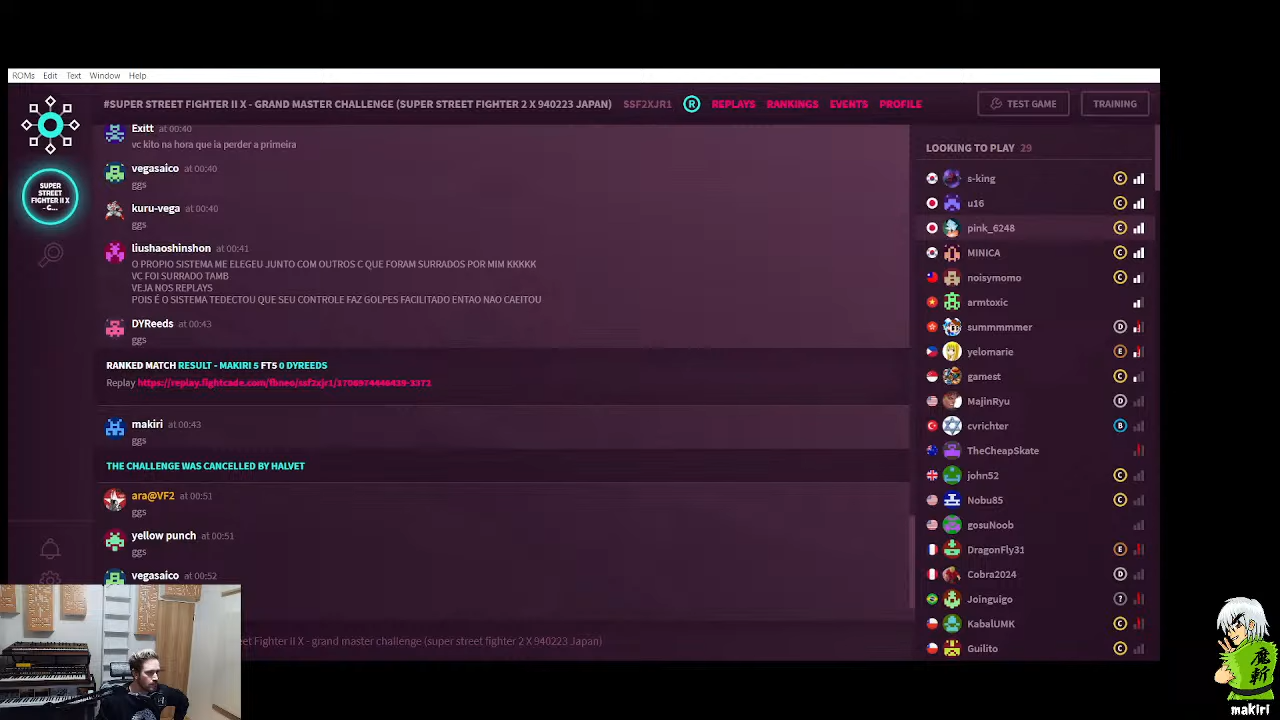 ROMs Edit Text Window Help
#SUPER STREET FIGHTER II X - GRAND MASTER CHALLENGE (SUPER STREET FIGHTER 2 X 940223 JAPAN) SSF2XJR1 R REPLAYS RANKINGS EVENTS PROFILE TEST GAME TRAINING
SUPER
STREET
FIGHTER II X
- G...
Exitt at 00:40
vc kito na hora que ia perder a primeira
vegasaico at 00:40
ggs
kuru-vega at 00:40
ggs
liushaoshinshon at 00:41
O PROPIO SISTEMA ME ELEGEU JUNTO COM OUTROS C QUE FORAM SURRADOS POR MIM KKKKK
VC FOI SURRADO TAMB
VEJA NOS REPLAYS
POIS É O SISTEMA TEDECTOU QUE SEU CONTROLE FAZ GOLPES FACILITADO ENTAO NAO CAEITOU
DYReeds at 00:43
ggs
RANKED MATCH RESULT - MAKIRI 5 FT5 0 DYREEDS
Replay
makiri at 00:43
ggs
THE CHALLENGE WAS CANCELLED BY HALVET
ara@VF2 at 00:51
ggs
yellow punch at 00:51
ggs
vegasaico at 00:52
et Fighter II X - grand master challenge (super street fighter 2 X 940223 Japan)
LOOKING TO PLAY 29
s-king C
u16 C
pink_6248 C
MINICA C
noisymomo C
armtoxic
summmmmer D
yelomarie E
gamest C
MajinRyu D
cvrichter B
TheCheapSkate
john52 C
Nobu85 C
gosuNoob
DragonFly31 E
Cobra2024 D
Joinguigo ?
KabalUMK C
Guilito C
makiri